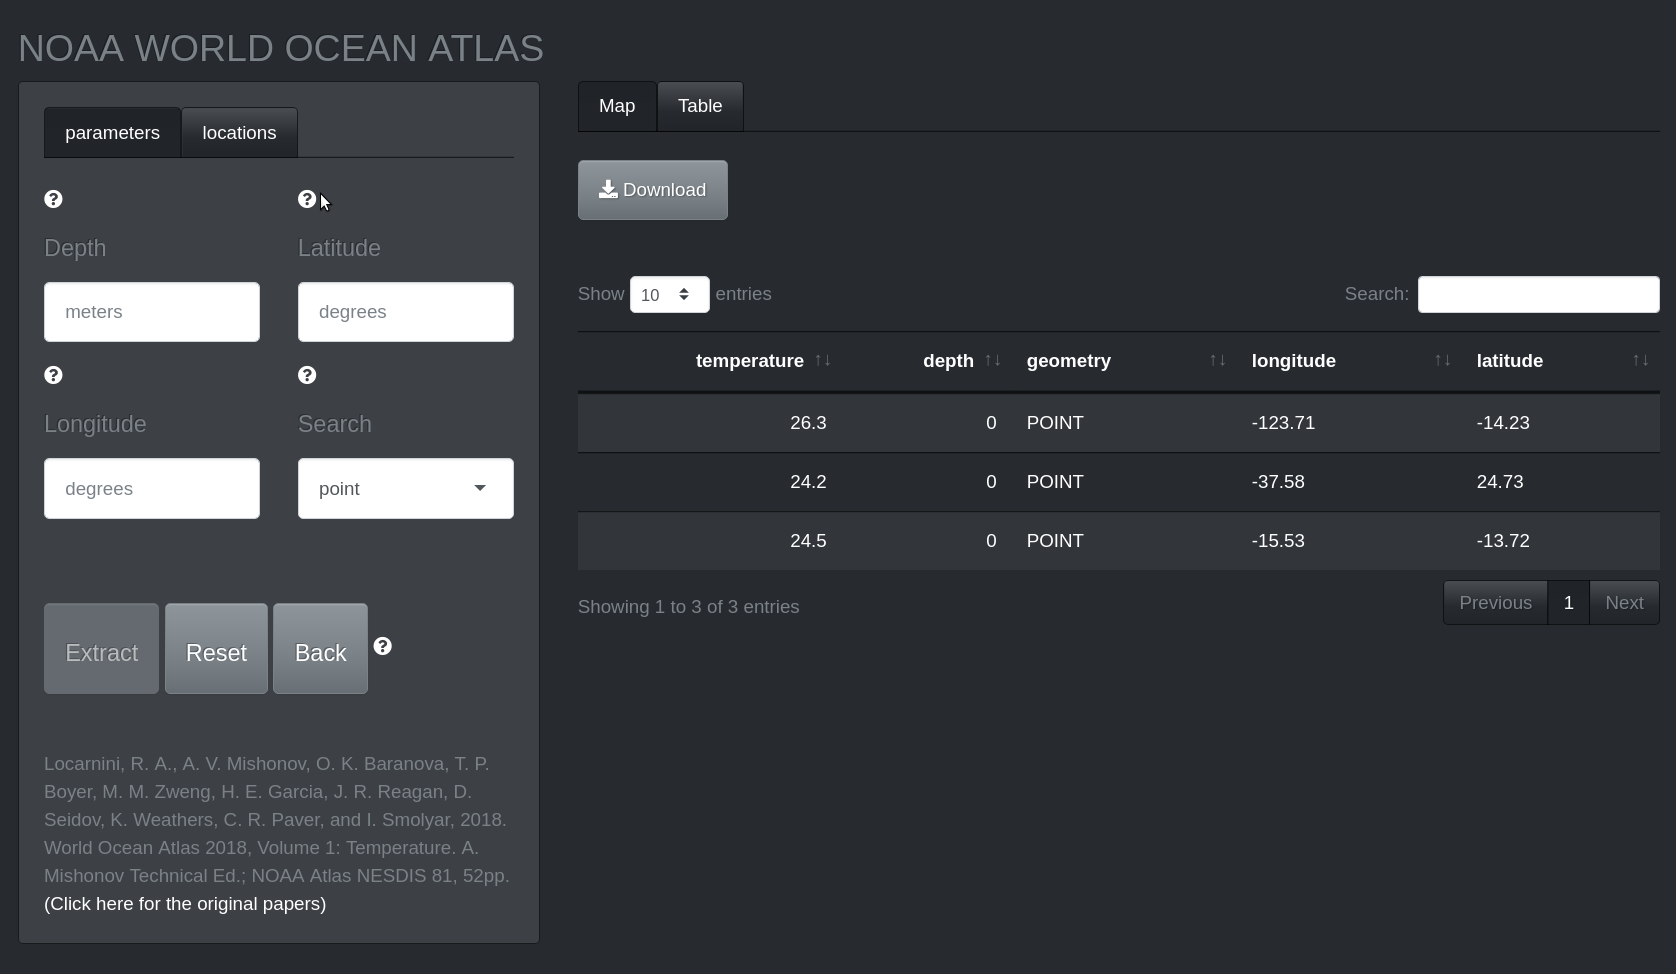 NOAA WORLD OCEAN ATLAS
parameters locations
Depth Latitude
meters degrees
Longitude Search
degrees point
Extract Reset Back
Locarnini, R. A., A. V. Mishonov, O. K. Baranova, T. P.
Boyer, M. M. Zweng, H. E. Garcia, J. R. Reagan, D.
Seidov, K. Weathers, C. R. Paver, and I. Smolyar, 2018.
World Ocean Atlas 2018, Volume 1: Temperature. A.
Mishonov Technical Ed.; NOAA Atlas NESDIS 81, 52pp.
(Click here for the original papers)
Map Table
Download
Show 10 entries Search:
temperature depth geometry longitude latitude
26.3 0 POINT -123.71 -14.23
24.2 0 POINT -37.58 24.73
24.5 0 POINT -15.53 -13.72
Showing 1 to 3 of 3 entries Previous 1 Next